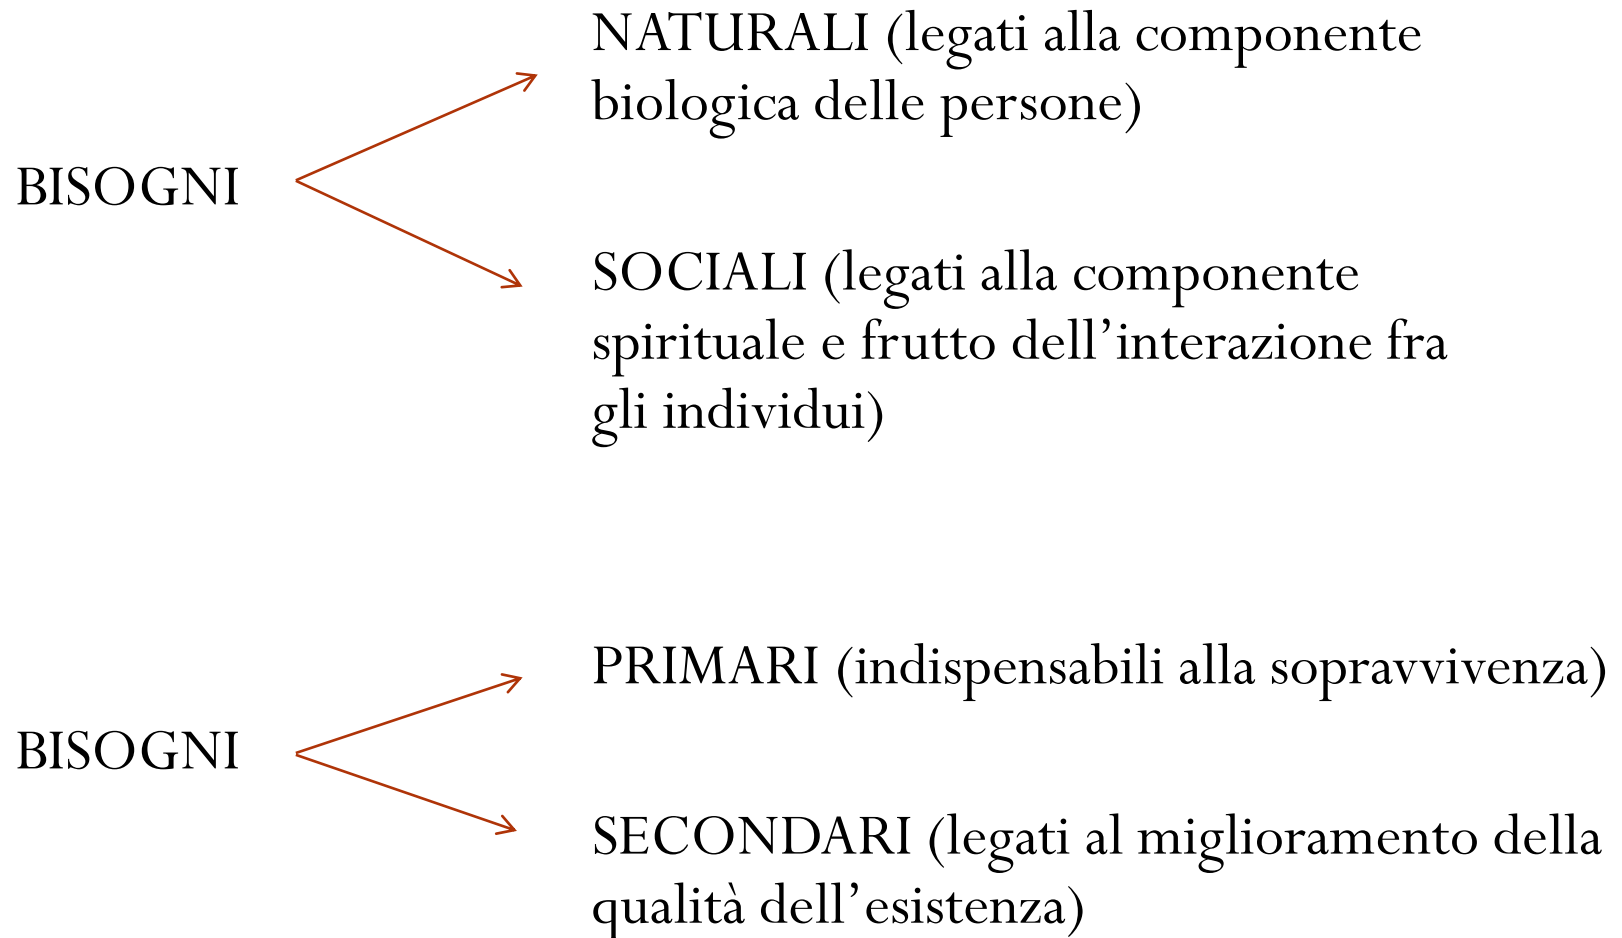 NATURALI (legati alla componente
biologica delle persone)
BISOGNI
SOCIALI (legati alla componente
spirituale e frutto dell’interazione fra
gli individui)
PRIMARI (indispensabili alla sopravvivenza)
BISOGNI
SECONDARI (legati al miglioramento della
qualità dell’esistenza)